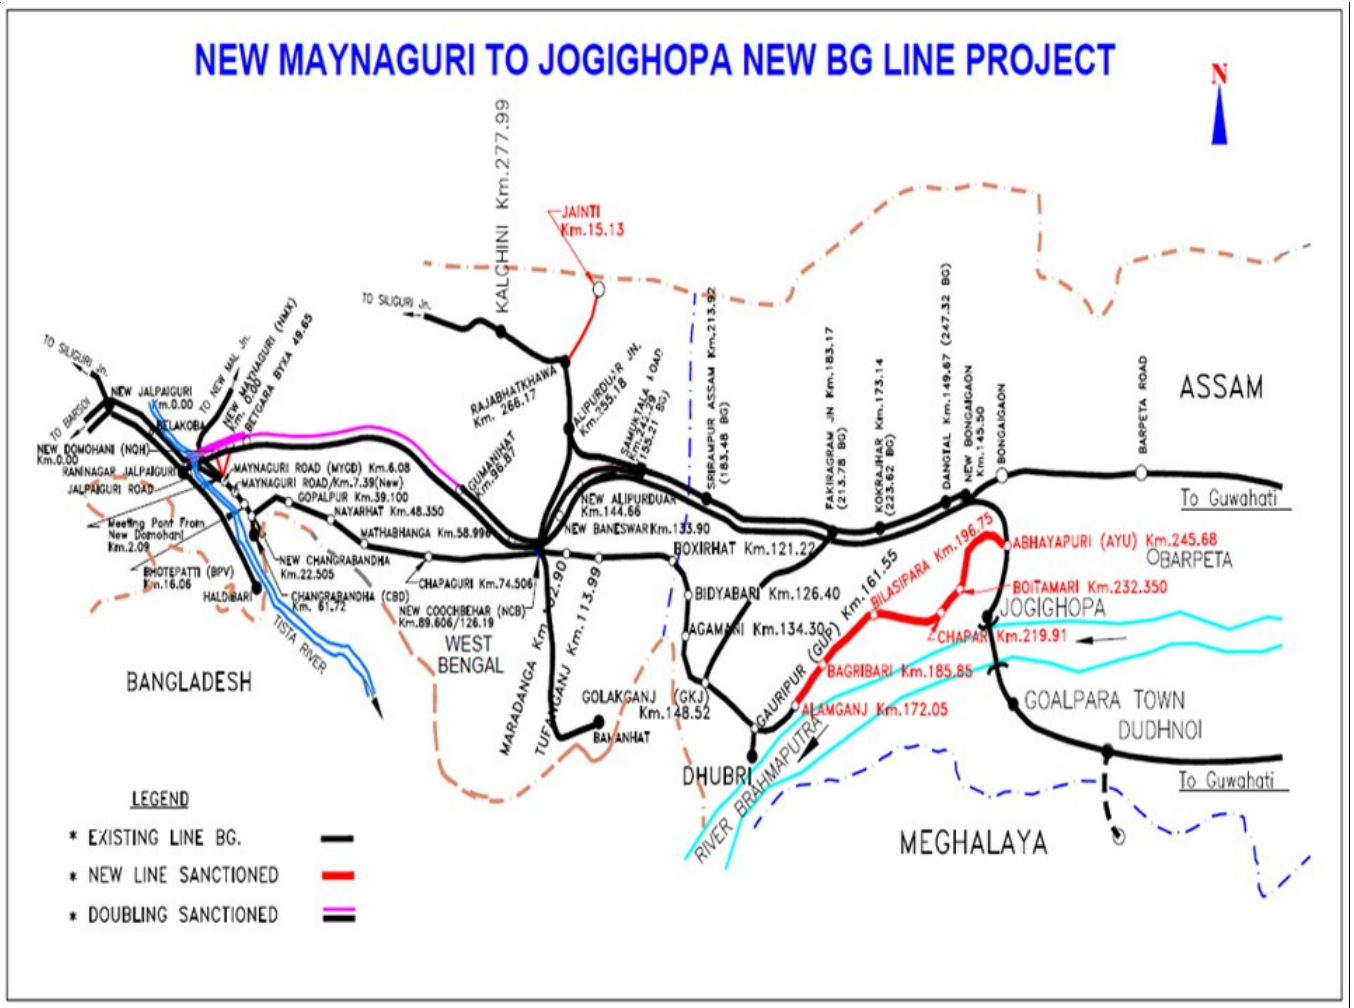 NEW MAYNAGURI TO JOGIGHOPA NEW BG LINE PROJECT
N
KALCHINI Km.277.99
JAINTI
Km.15.13
TO SILIGURI Jn.
TO SILIGURI Jn.
TO NEW MAL Jn.
NEW MAYNAGURI (NMX)
Km. 0.00
BETGARA BYXA 49.65
NEW JALPAIGURI
Km.0.00
TO BARSOI
BELAKOBA
NEW DOMOHANI (NQH)
Km.0.00
RANINAGAR JALPAIGURI
JALPAIGURI ROAD
MAYNAGURI ROAD (MYGD) Km.6.08
MAYNAGURI ROAD/Km.7.39(New)
GOPALPUR Km.39.100
NAYARHAT Km.48.350
MATHABHANGA Km.58.996
Meeting Pont From
New Domohani
Km.2.09
NEW CHANGRABANDHA
Km.22.505
BHOTEPATTI (BPV)
Km.16.06
HALDIBARI
CHANGRABANDHA (CBD)
Km. 61.72
CHAPAGURI Km.74.506
NEW COOCHBEHAR (NCB)
Km.89.606/126.19
TISTA RIVER
WEST
BENGAL
BANGLADESH
RAJABHATKHAWA
Km. 266.17
ALIPURDUAR JN.
Km.255.18
SAMUKTALA ROAD
Km.242.29
155.21 BG)
GUMANIHAT
Km.96.87
NEW ALIPURDUAR
Km.144.66
NEW BANESWAR Km.133.90
SRIRAMPUR ASSAM Km.213.92
(183.48 BG)
FAKIRAGRAM JN Km.183.17
(213.78 BG)
KOKRAJHAR Km.173.14
(223.62 BG)
DANGTAL Km.149.67 (247.32 BG)
NEW BONGAIGAON
Km.145.50
BONGAIGAON
BARPETA ROAD
ASSAM
To Guwahati
BOXIRHAT Km.121.22
BIDYABARI Km.126.40
AGAMANI Km.134.30
MARADANGA Km.102.90
TUFANGANJ Km.113.99
GOLAKGANJ (GKJ)
Km.148.52
BAMANHAT
GAURIPUR (GUP) Km.161.55
BILASIPARA Km.196.75
ABHAYAPURI (AYU) Km.245.68
BARPETA
BOITAMARI Km.232.350
JOGIGHOPA
CHAPAR Km.219.91
BAGRIBARI Km.185.85
ALAMGANJ Km.172.05
GOALPARA TOWN
DUDHNOI
DHUBRI
RIVER BRAHMAPUTRA
To Guwahati
MEGHALAYA
LEGEND
* EXISTING LINE BG.
* NEW LINE SANCTIONED
* DOUBLING SANCTIONED